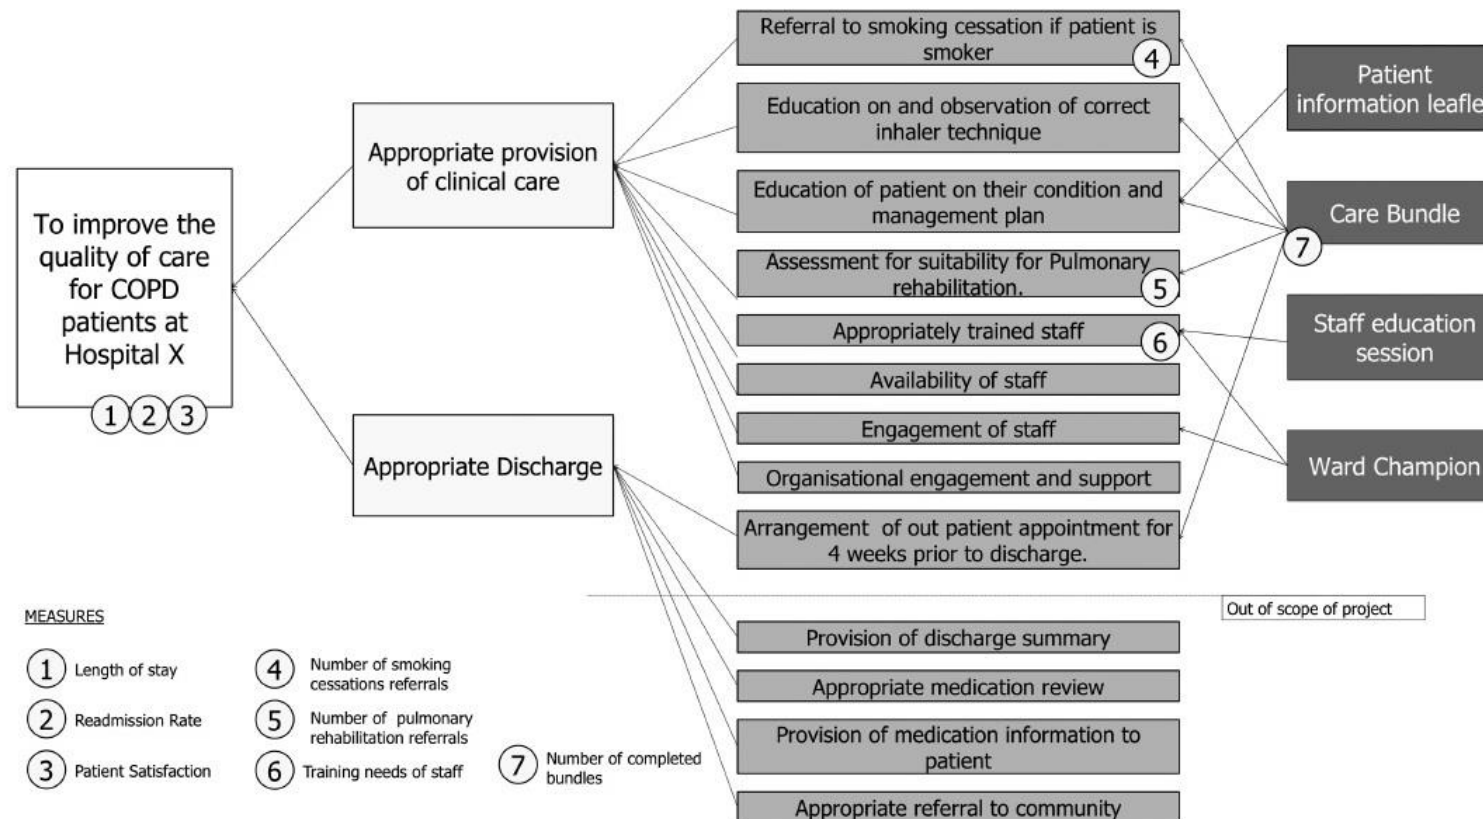 To improve the
quality of care
for COPD
patients at
Hospital X
1 2 3
Appropriate provision
of clinical care
Appropriate Discharge
Referral to smoking cessation if patient is
smoker
4
Education on and observation of correct
inhaler technique
Education of patient on their condition and
management plan
Assessment for suitability for Pulmonary
rehabilitation.
5
Appropriately trained staff
6
Availability of staff
Engagement of staff
Organisational engagement and support
Arrangement of out patient appointment for
4 weeks prior to discharge.
Patient
information leafle
Care Bundle
7
Staff education
session
Ward Champion
Out of scope of project
Provision of discharge summary
Appropriate medication review
Provision of medication information to
patient
Appropriate referral to community
MEASURES
1 Length of stay
2 Readmission Rate
3 Patient Satisfaction
4 Number of smoking
cessations referrals
5 Number of pulmonary
rehabilitation referrals
6 Training needs of staff
7 Number of completed
bundles